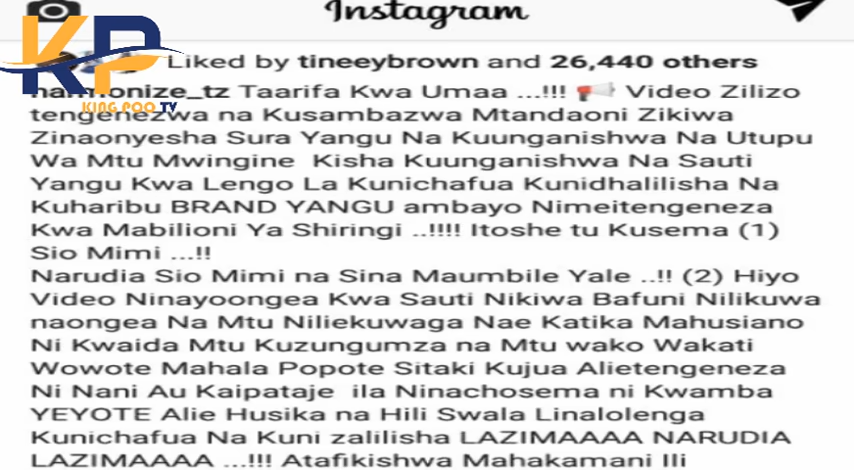 Instagram
KP
KING POO TV
Liked by tineeybrown and 26,440 others
harmonize_tz Taarifa Kwa Umaa ...!!! 📢 Video Zilizo
tengenezwa na Kusambazwa Mtandaoni Zikiwa
Zinaonyesha Sura Yangu Na Kuunganishwa Na Utupu
Wa Mtu Mwingine Kisha Kuunganishwa Na Sauti
Yangu Kwa Lengo La Kunichafua Kunidhalilisha Na
Kuharibu BRAND YANGU ambayo Nimeitengeneza
Kwa Mabilioni Ya Shiringi ..!!!! Itoshe tu Kusema (1)
Sio Mimi ...!!
Narudia Sio Mimi na Sina Maumbile Yale ..!! (2) Hiyo
Video Ninayoongea Kwa Sauti Nikiwa Bafuni Nilikuwa
naongea Na Mtu Niliekuwaga Nae Katika Mahusiano
Ni Kwaida Mtu Kuzungumza na Mtu wako Wakati
Wowote Mahala Popote Sitaki Kujua Alietengeneza
Ni Nani Au Kaipataje ila Ninachosema ni Kwamba
YEYOTE Alie Husika na Hili Swala Linalolenga
Kunichafua Na Kuni zalilisha LAZIMAAAA NARUDIA
LAZIMAAAA ...!!! Atafikishwa Mahakamani Ili